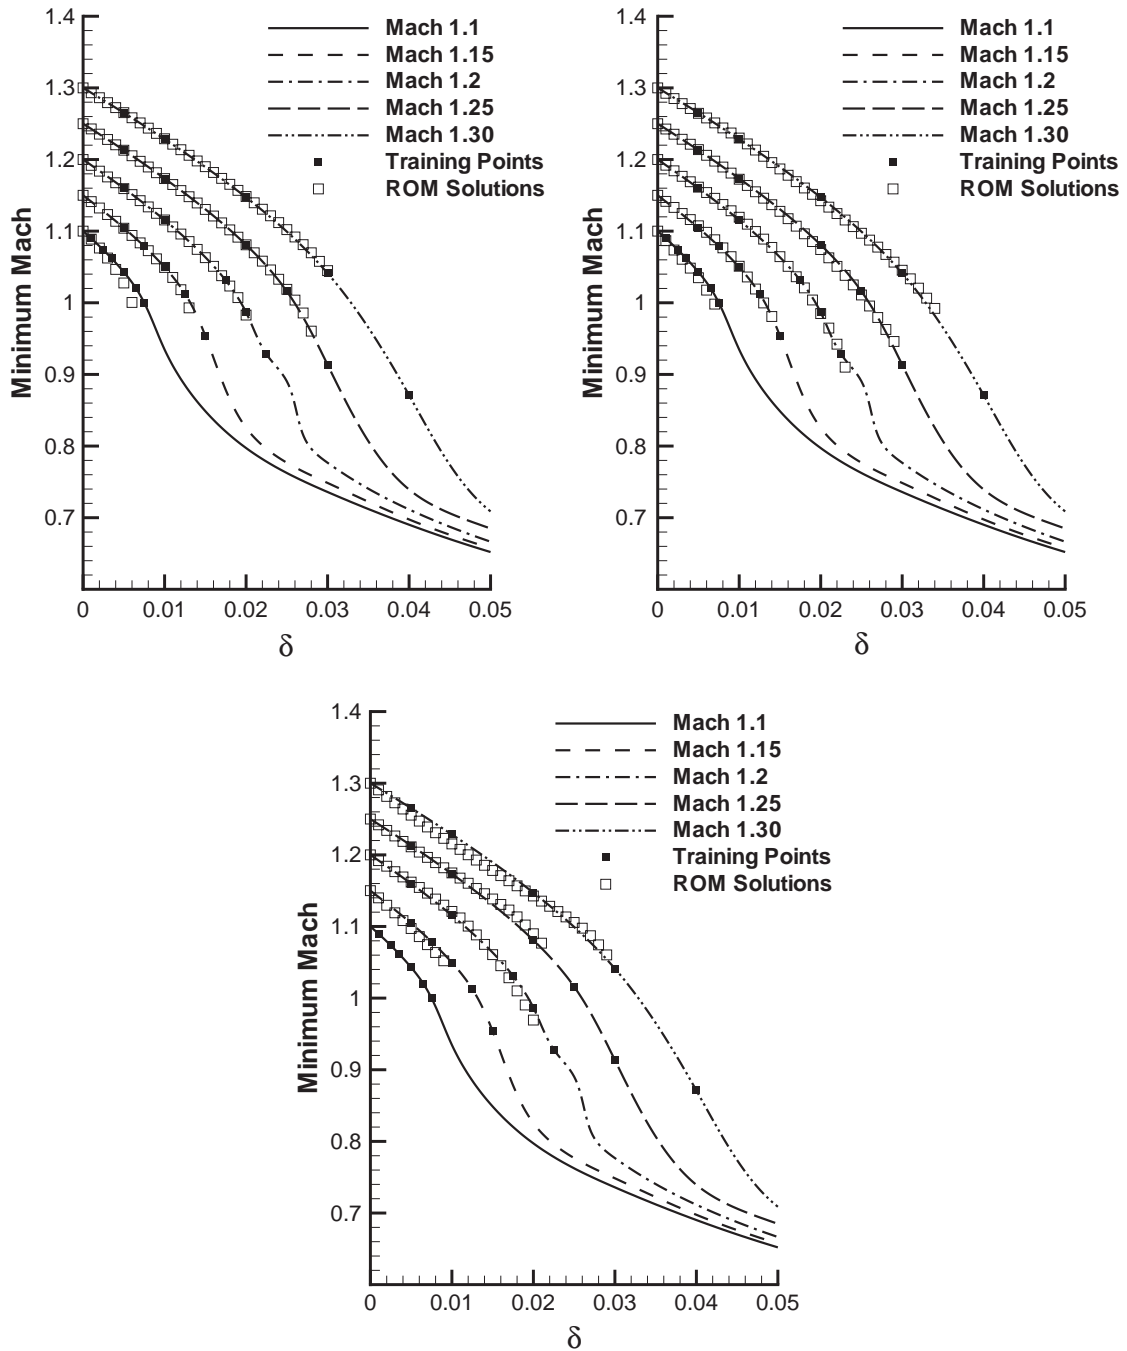 1.4
1.3
1.2
1.1
1
0.9
0.8
0.7
Minimum Mach
0 0.01 0.02 0.03 0.04 0.05
δ
Mach 1.1
Mach 1.15
Mach 1.2
Mach 1.25
Mach 1.30
Training Points
ROM Solutions
1.4
1.3
1.2
1.1
1
0.9
0.8
0.7
Minimum Mach
0 0.01 0.02 0.03 0.04 0.05
δ
Mach 1.1
Mach 1.15
Mach 1.2
Mach 1.25
Mach 1.30
Training Points
ROM Solutions
1.4
1.3
1.2
1.1
1
0.9
0.8
0.7
Minimum Mach
0 0.01 0.02 0.03 0.04 0.05
δ
Mach 1.1
Mach 1.15
Mach 1.2
Mach 1.25
Mach 1.30
Training Points
ROM Solutions